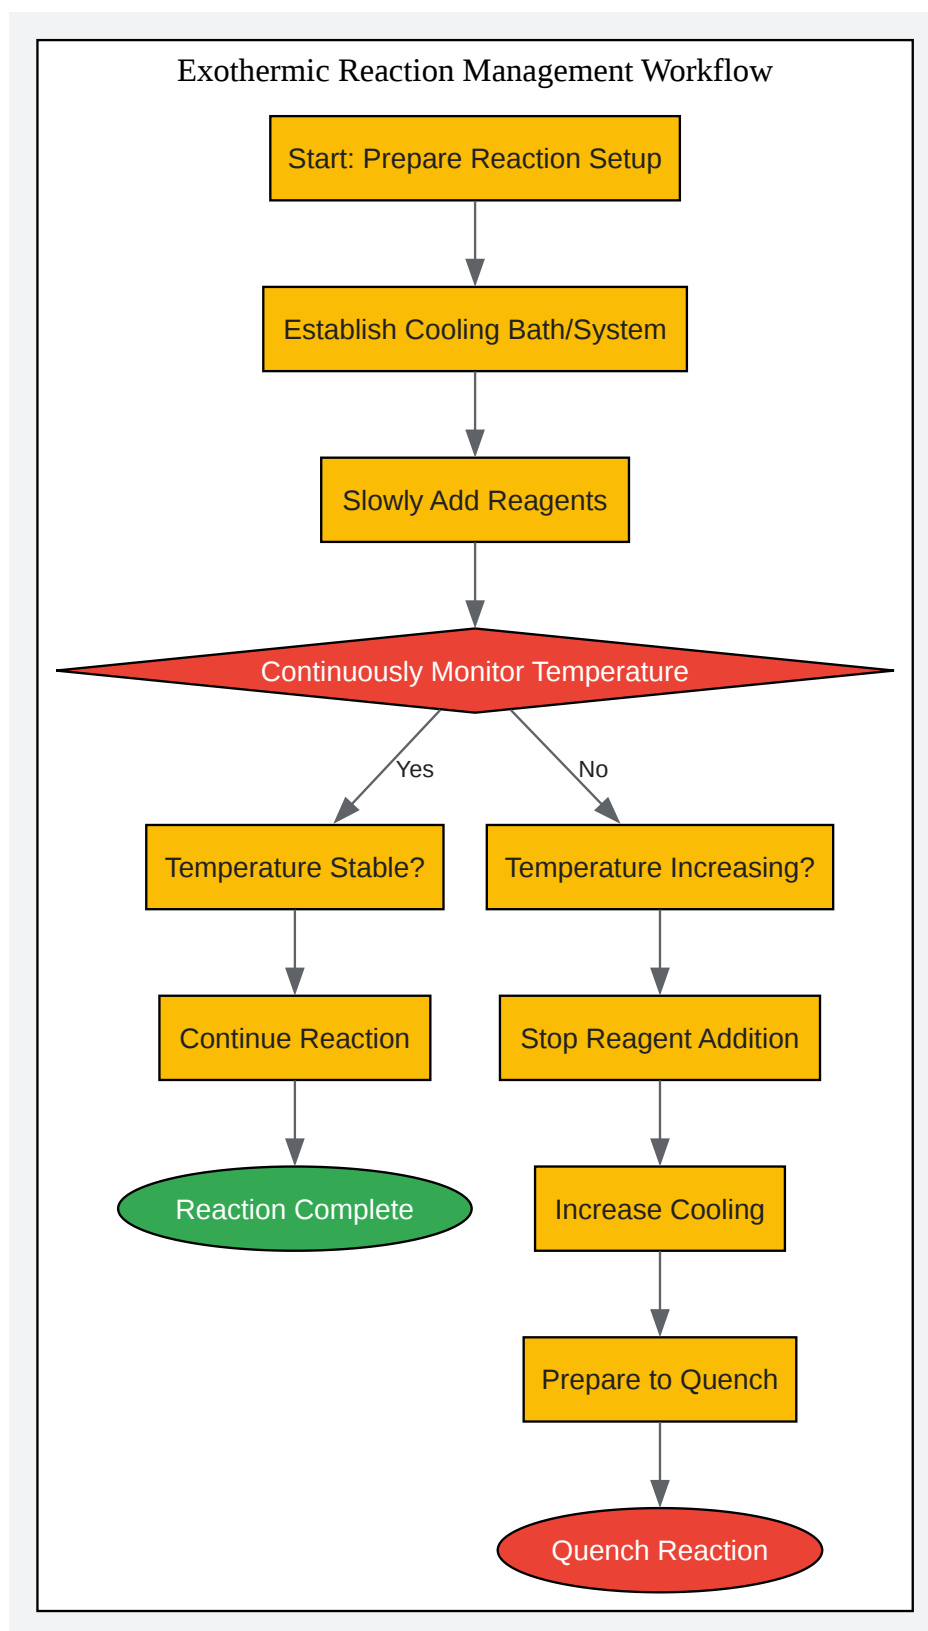 Exothermic Reaction Management Workflow
Start: Prepare Reaction Setup
Establish Cooling Bath/System
Slowly Add Reagents
Continuously Monitor Temperature
Yes
No
Temperature Stable?
Temperature Increasing?
Continue Reaction
Stop Reagent Addition
Reaction Complete
Increase Cooling
Prepare to Quench
Quench Reaction